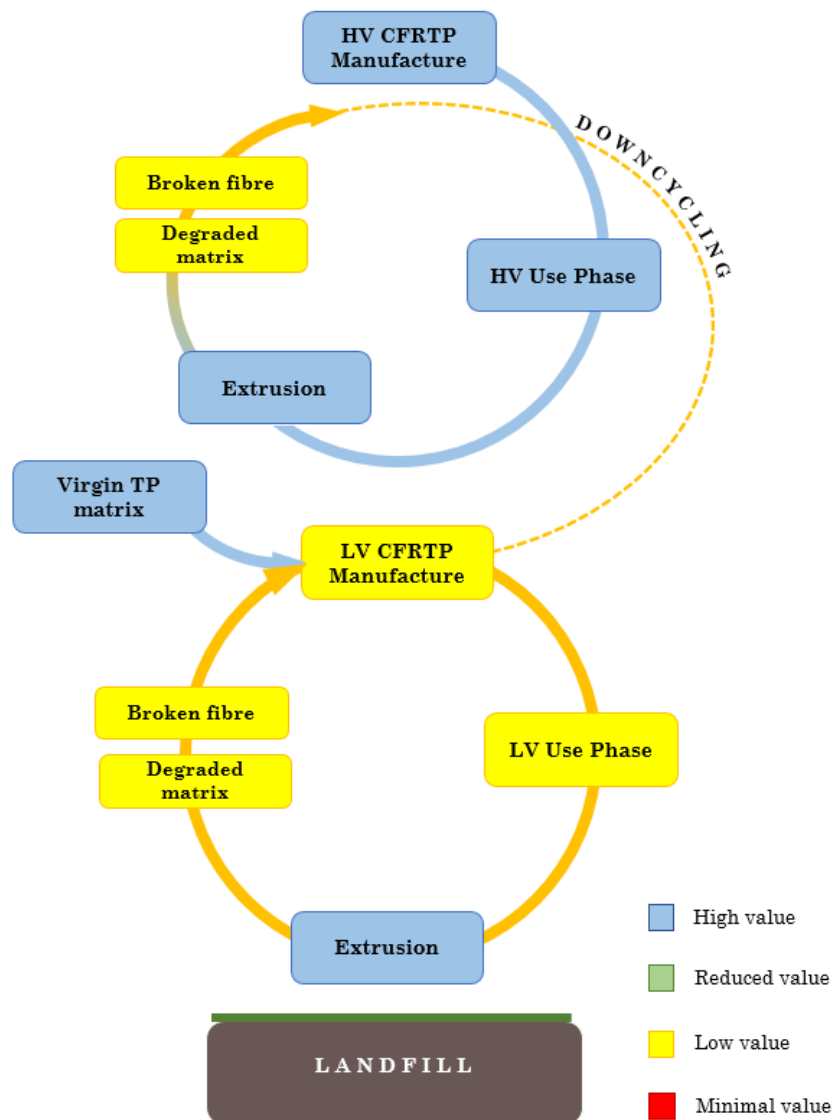 HV CFRTP
Manufacture
DOWNCYCLING
Broken fibre
Degraded
matrix
HV Use Phase
Extrusion
Virgin TP
matrix
LV CFRTP
Manufacture
Broken fibre
LV Use Phase
Degraded
matrix
Extrusion
High value
Reduced value
Low value
LANDFILL
Minimal value